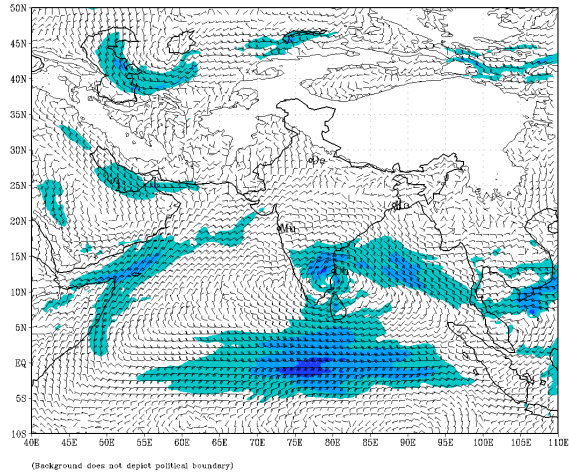 50N
45N
40N
35N
30N
25N
20N
15N
10N
5N
EQ
5S
10S
40E 45E 50E 55E 60E 65E 70E 75E 80E 85E 90E 95E 100E 105E 110E
(Background does not depict political boundary)